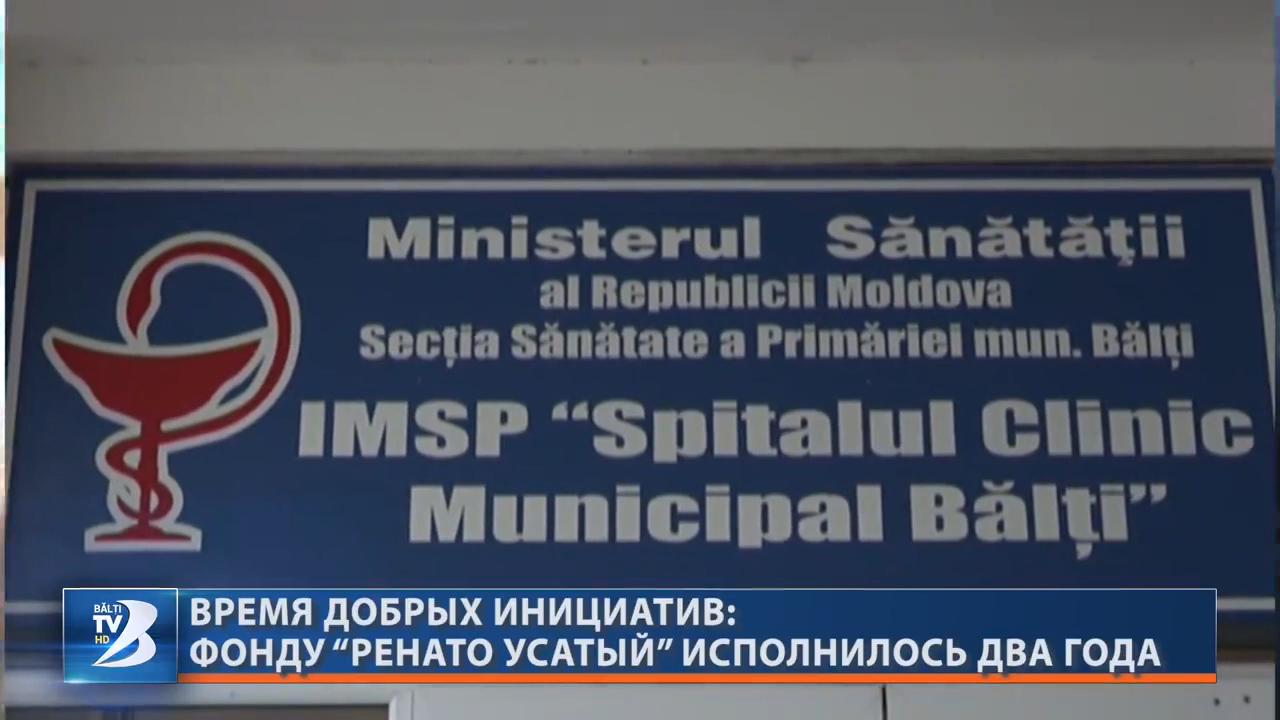 Ministerul Sănătăţii
al Republicii Moldova
Secția Sănătate a Primăriei mun. Bălți
IMSP “Spitalul Clinic
Municipal Bălți”
BĂLȚI
TV
HD
ВРЕМЯ ДОБРЫХ ИНИЦИАТИВ:
ФОНДУ “РЕНАТО УСАТЫЙ” ИСПОЛНИЛОСЬ ДВА ГОДА